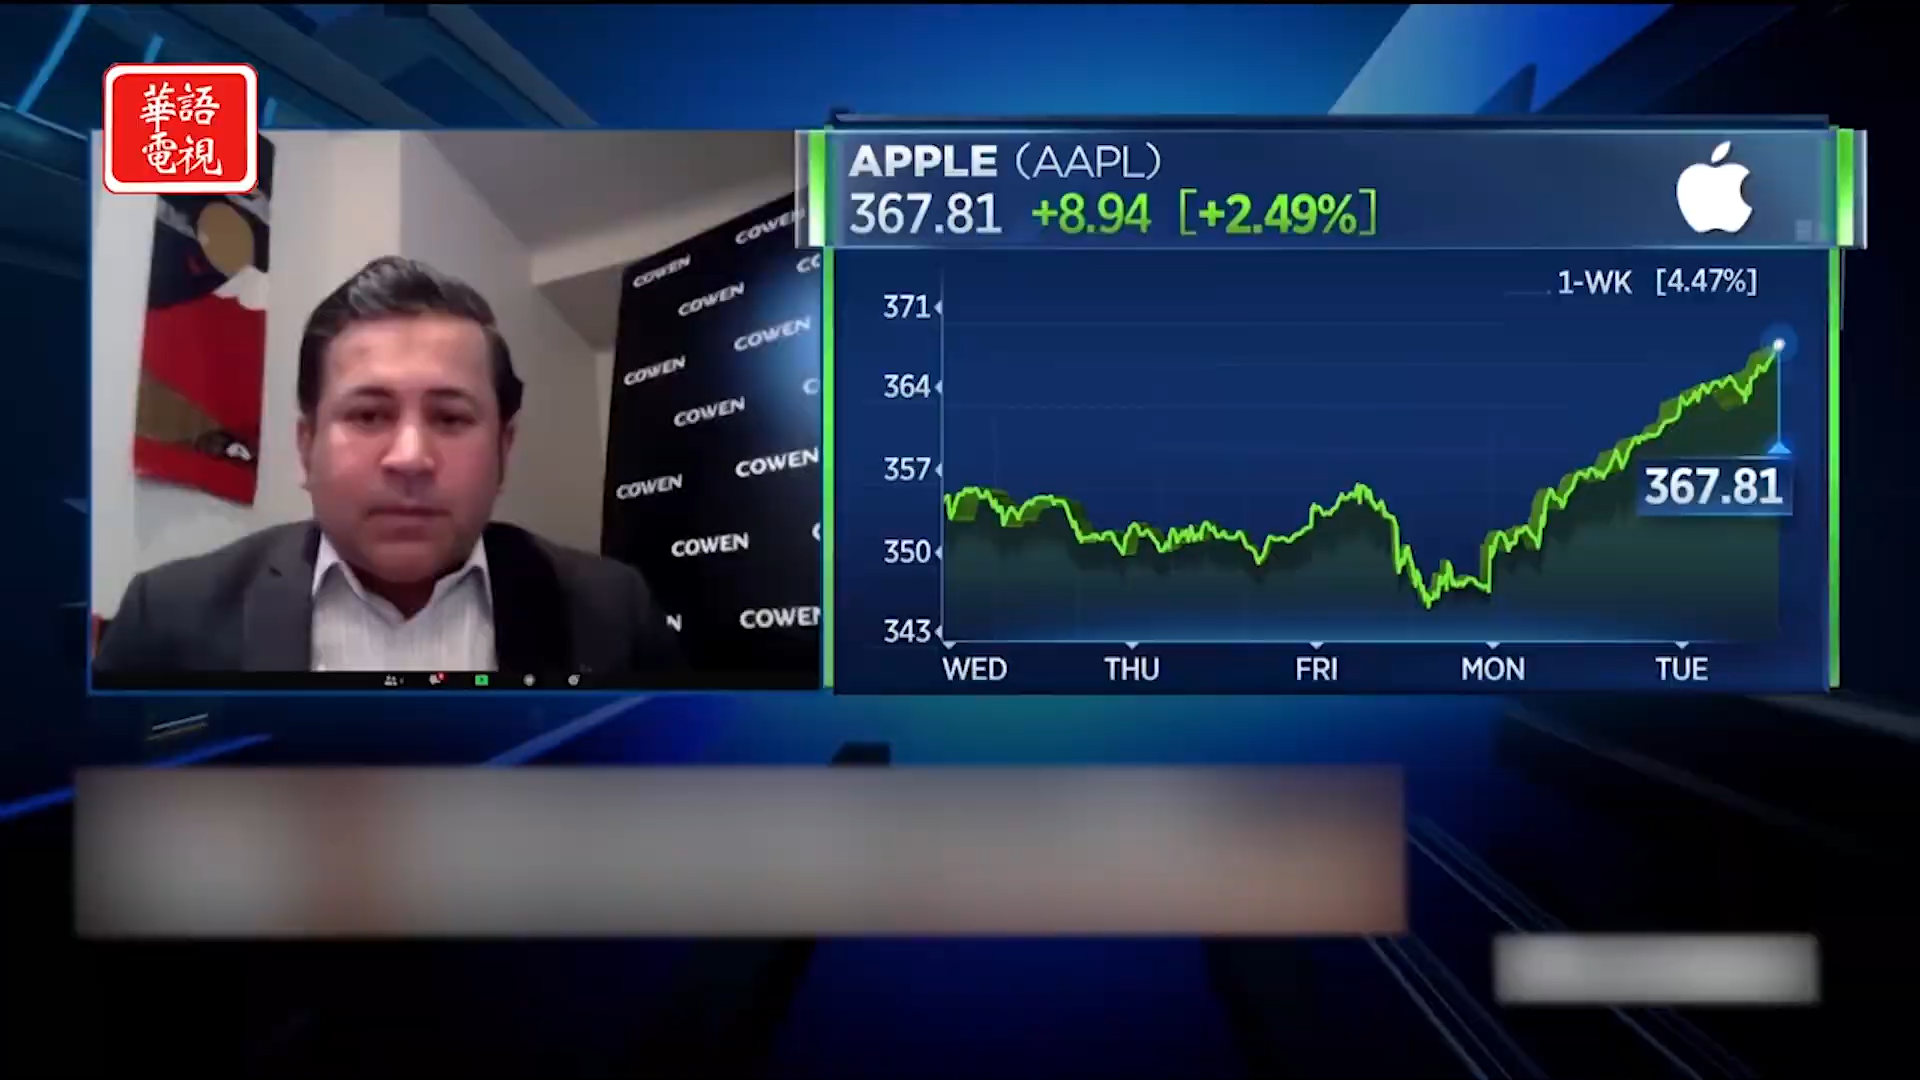 華語
電視
APPLE (AAPL)
367.81 +8.94 [+2.49%]
1-WK [4.47%]
371
364
357
350
343
367.81
WED THU FRI MON TUE
COWEN
COWEN
COWEN
COWEN
COWEN
COWEN
COWEN
COWEN
COWEN
COWEN